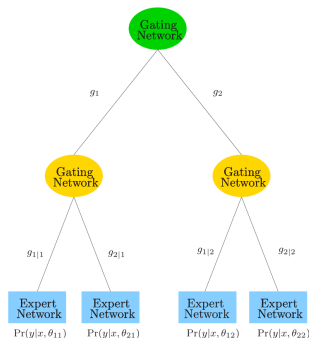 Gating
Network
g₁
g₂
Gating
Network
Gating
Network
g₁|₁
g₂|₁
g₁|₂
g₂|₂
Expert
Network
Expert
Network
Expert
Network
Expert
Network
Pr(y|x, θ₁₁)
Pr(y|x, θ₂₁)
Pr(y|x, θ₁₂)
Pr(y|x, θ₂₂)